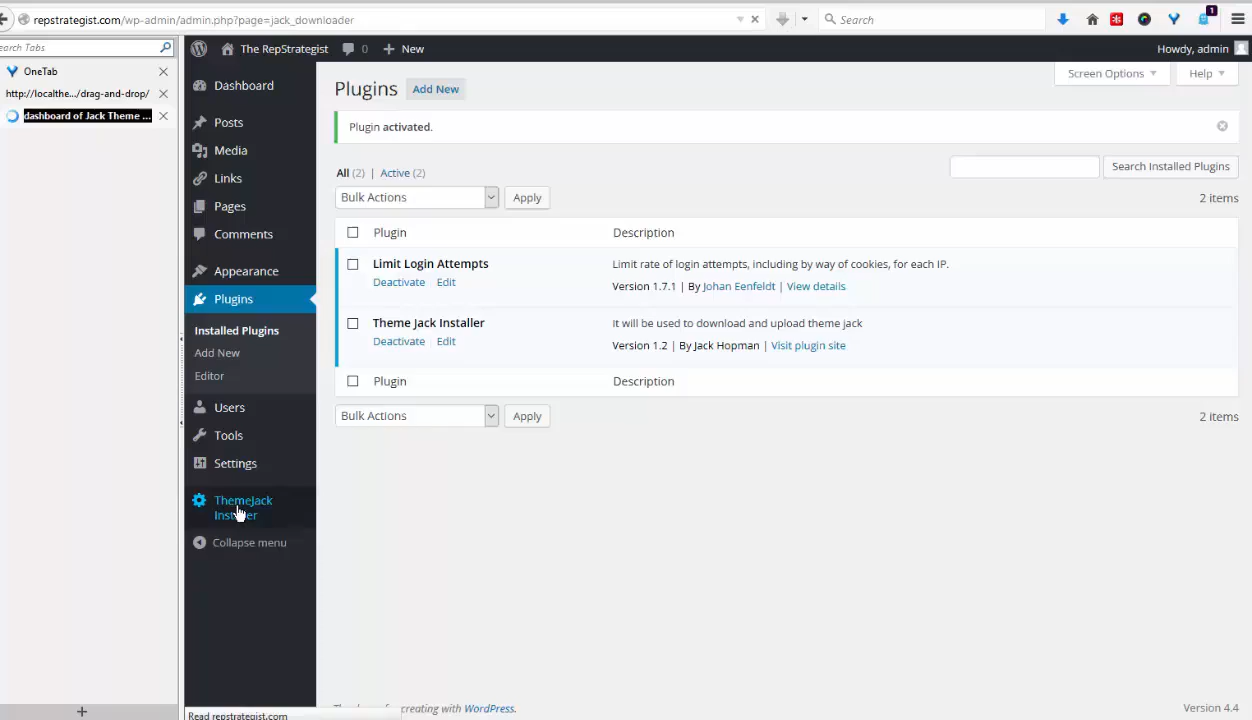 repstrategist.com/wp-admin/admin.php?page=jack_downloader
Search
1
earch Tabs
OneTab
http://localthe.../drag-and-drop/
dashboard of Jack Theme ...
The RepStrategist
0
New
Howdy, admin
Dashboard
Posts
Media
Links
Pages
Comments
Appearance
Plugins
Installed Plugins
Add New
Editor
Users
Tools
Settings
ThemeJack
Collapse menu
Plugins Add New
Screen Options
Help
Plugin activated.
All (2) | Active (2)
Search Installed Plugins
Bulk Actions
Apply
2 items
Plugin Description
Limit Login Attempts
Limit rate of login attempts, including by way of cookies, for each IP.
Deactivate Edit
Version 1.7.1 | By Johan Eenfeldt | View details
Theme Jack Installer
It will be used to download and upload theme jack
Deactivate Edit
Version 1.2 | By Jack Hopman | Visit plugin site
Plugin Description
Bulk Actions
Apply
2 items
creating with WordPress.
Version 4.4
Read repstrategist.com